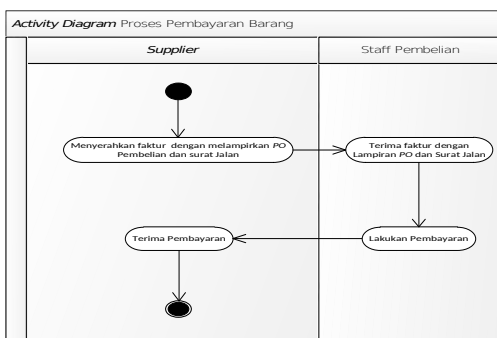 Activity Diagram Proses Pembayaran Barang
Supplier
Staff Pembelian
Menyerahkan faktur dengan melampirkan PO
Pembelian dan surat Jalan
Terima faktur dengan
Lampiran PO dan Surat Jalan
Terima Pembayaran
Lakukan Pembayaran